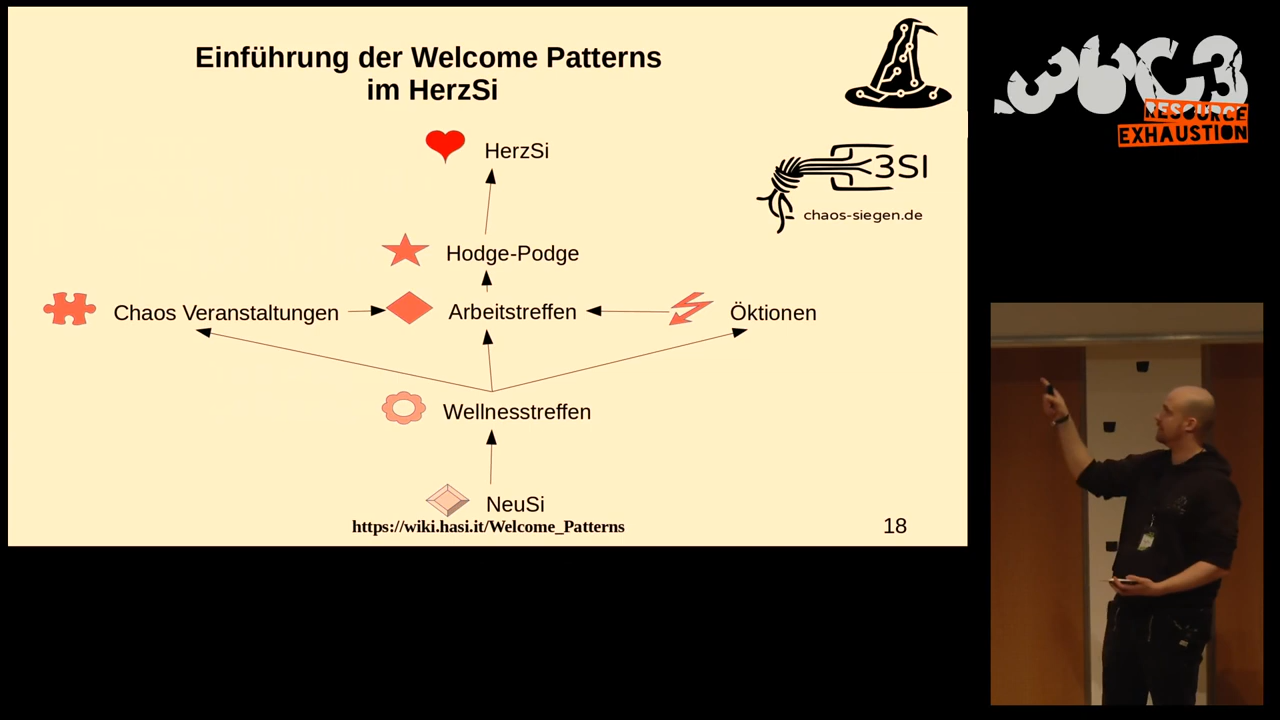 Einführung der Welcome Patterns
im HerzSi
HerzSi
3SI
chaos-siegen.de
Hodge-Podge
Chaos Veranstaltungen
Arbeitstreffen
Öktionen
Wellnesstreffen
NeuSi
https://wiki.hasi.it/Welcome_Patterns
18
36C3
RESOURCE
EXHAUSTION